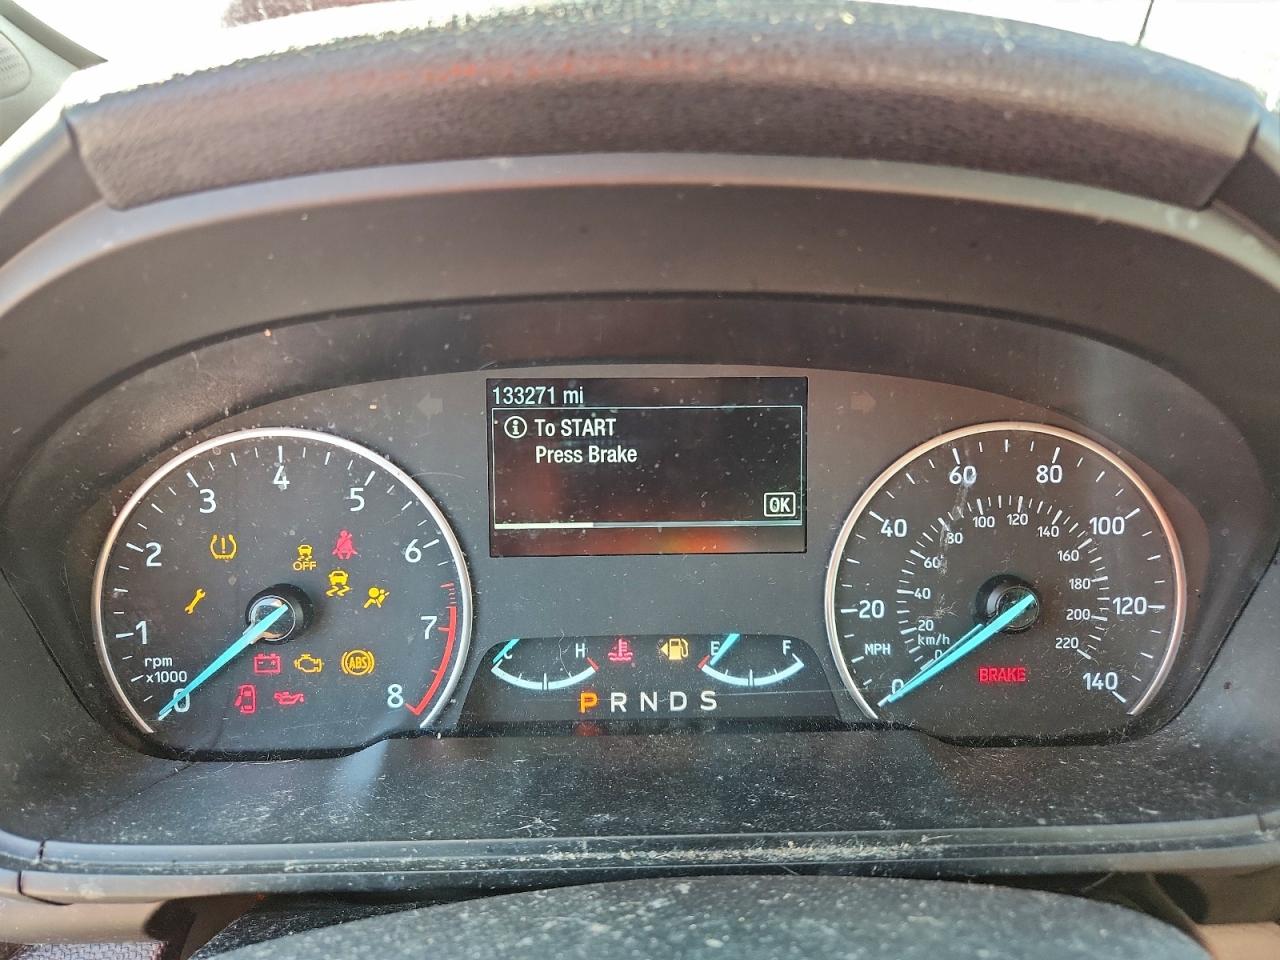 133271 mi
To START
Press Brake
OK
0 1 2 3 4 5 6 7 8
rpm
x1000
OFF
ABS
C H
E F
P R N D S
0 20 40 60 80 100 120 140
MPH
0 20 40 60 80 100 120 140 160 180 200 220
km/h
BRAKE